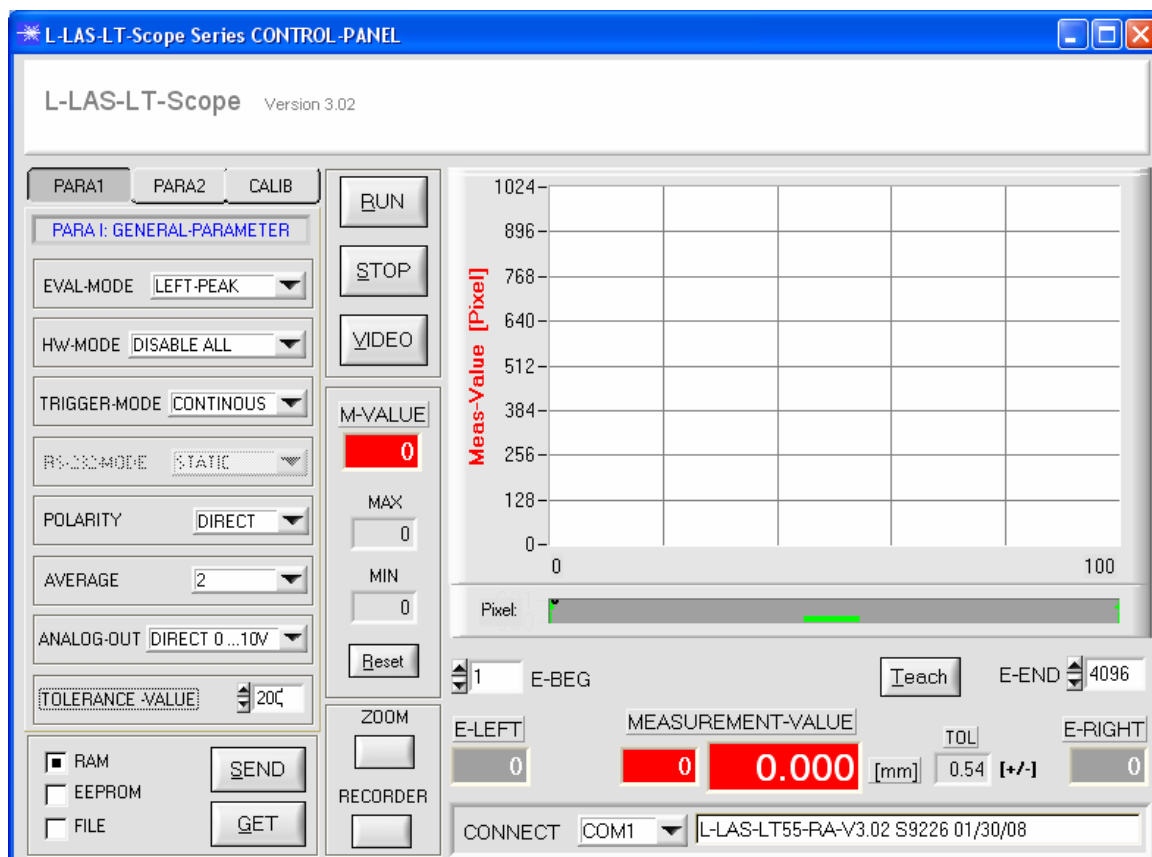 L-LAS-LT-Scope Series CONTROL-PANEL
L-LAS-LT-Scope Version 3.02
PARA1 PARA2 CALIB
PARA I: GENERAL-PARAMETER
EVAL-MODE LEFT-PEAK
HW-MODE DISABLE ALL
TRIGGER-MODE CONTINOUS
RS-232-MODE STATIC
POLARITY DIRECT
AVERAGE 2
ANALOG-OUT DIRECT 0 ...10V
TOLERANCE -VALUE
RAM
EEPROM
FILE
SEND
GET
RUN
STOP
VIDEO
M-VALUE
0
MAX
0
MIN
0
Reset
ZOOM
RECORDER
Meas-Value [Pixel]
1024
896
768
640
512
384
256
128
0
0 100
Pixel:
1 E-BEG
Teach
E-END 4096
E-LEFT
0
MEASUREMENT-VALUE
0 0.000 [mm]
TOL
0.54 [+/-]
E-RIGHT
0
CONNECT COM1 L-LAS-LT55-RA-V3.02 S9226 01/30/08